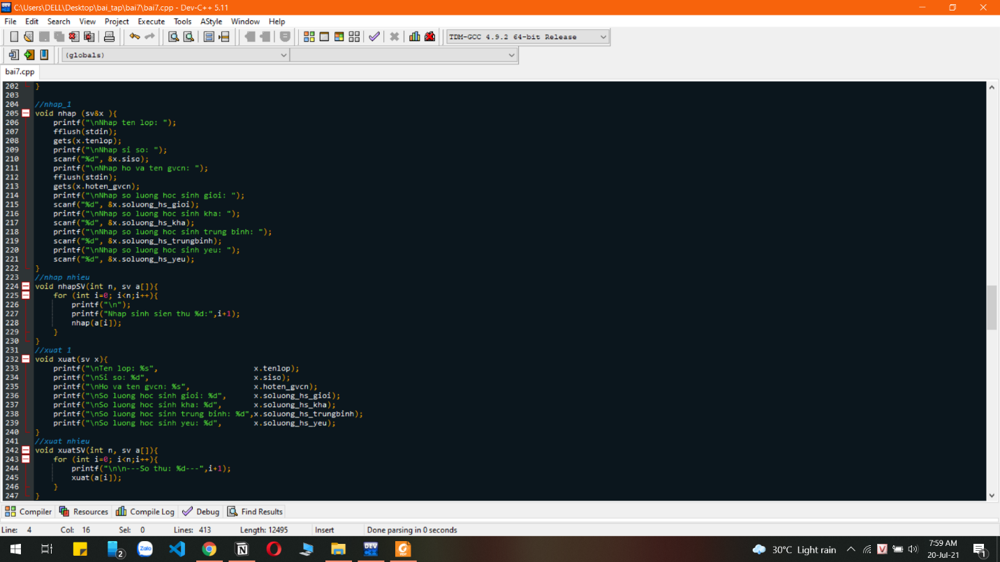 C:\Users\DELL\Desktop\bai_tap\bai7\bai7.cpp - Dev-C++ 5.11
File Edit Search View Project Execute Tools AStyle Window Help
TDM-GCC 4.9.2 64-bit Release
(globals)
bai7.cpp
202 }
203
204 //nhap_1
205 void nhap (sv&x ){
206 printf("\nNhap ten lop: ");
207 fflush(stdin);
208 gets(x.tenlop);
209 printf("\nNhap si so: ");
210 scanf("%d", &x.siso);
211 printf("\nNhap ho va ten gvcn: ");
212 fflush(stdin);
213 gets(x.hoten_gvcn);
214 printf("\nNhap so luong hoc sinh gioi: ");
215 scanf("%d", &x.soluong_hs_gioi);
216 printf("\nNhap so luong hoc sinh kha: ");
217 scanf("%d", &x.soluong_hs_kha);
218 printf("\nNhap so luong hoc sinh trung binh: ");
219 scanf("%d", &x.soluong_hs_trungbinh);
220 printf("\nNhap so luong hoc sinh yeu: ");
221 scanf("%d", &x.soluong_hs_yeu);
222 }
223 //nhap nhieu
224 void nhapSV(int n, sv a[]){
225 for (int i=0; i<n;i++){
226 printf("\n");
227 printf("Nhap sinh sien thu %d:",i+1);
228 nhap(a[i]);
229 }
230 }
231 //xuat 1
232 void xuat(sv x){
233 printf("\nTen lop: %s", x.tenlop);
234 printf("\nSi so: %d", x.siso);
235 printf("\nHo va ten gvcn: %s", x.hoten_gvcn);
236 printf("\nSo luong hoc sinh gioi: %d", x.soluong_hs_gioi);
237 printf("\nSo luong hoc sinh kha: %d", x.soluong_hs_kha);
238 printf("\nSo luong hoc sinh trung binh: %d",x.soluong_hs_trungbinh);
239 printf("\nSo luong hoc sinh yeu: %d", x.soluong_hs_yeu);
240 }
241 //xuat nhieu
242 void xuatSV(int n, sv a[]){
243 for (int i=0; i<n;i++){
244 printf("\n\n---So thu: %d---",i+1);
245 xuat(a[i]);
246 }
247 }
Compiler Resources Compile Log Debug Find Results
Line: 4 Col: 16 Sel: 0 Lines: 413 Length: 12495 Insert Done parsing in 0 seconds
2 Zalo DEV PDF 30°C Light rain V 7:59 AM 1
20-Jul-21